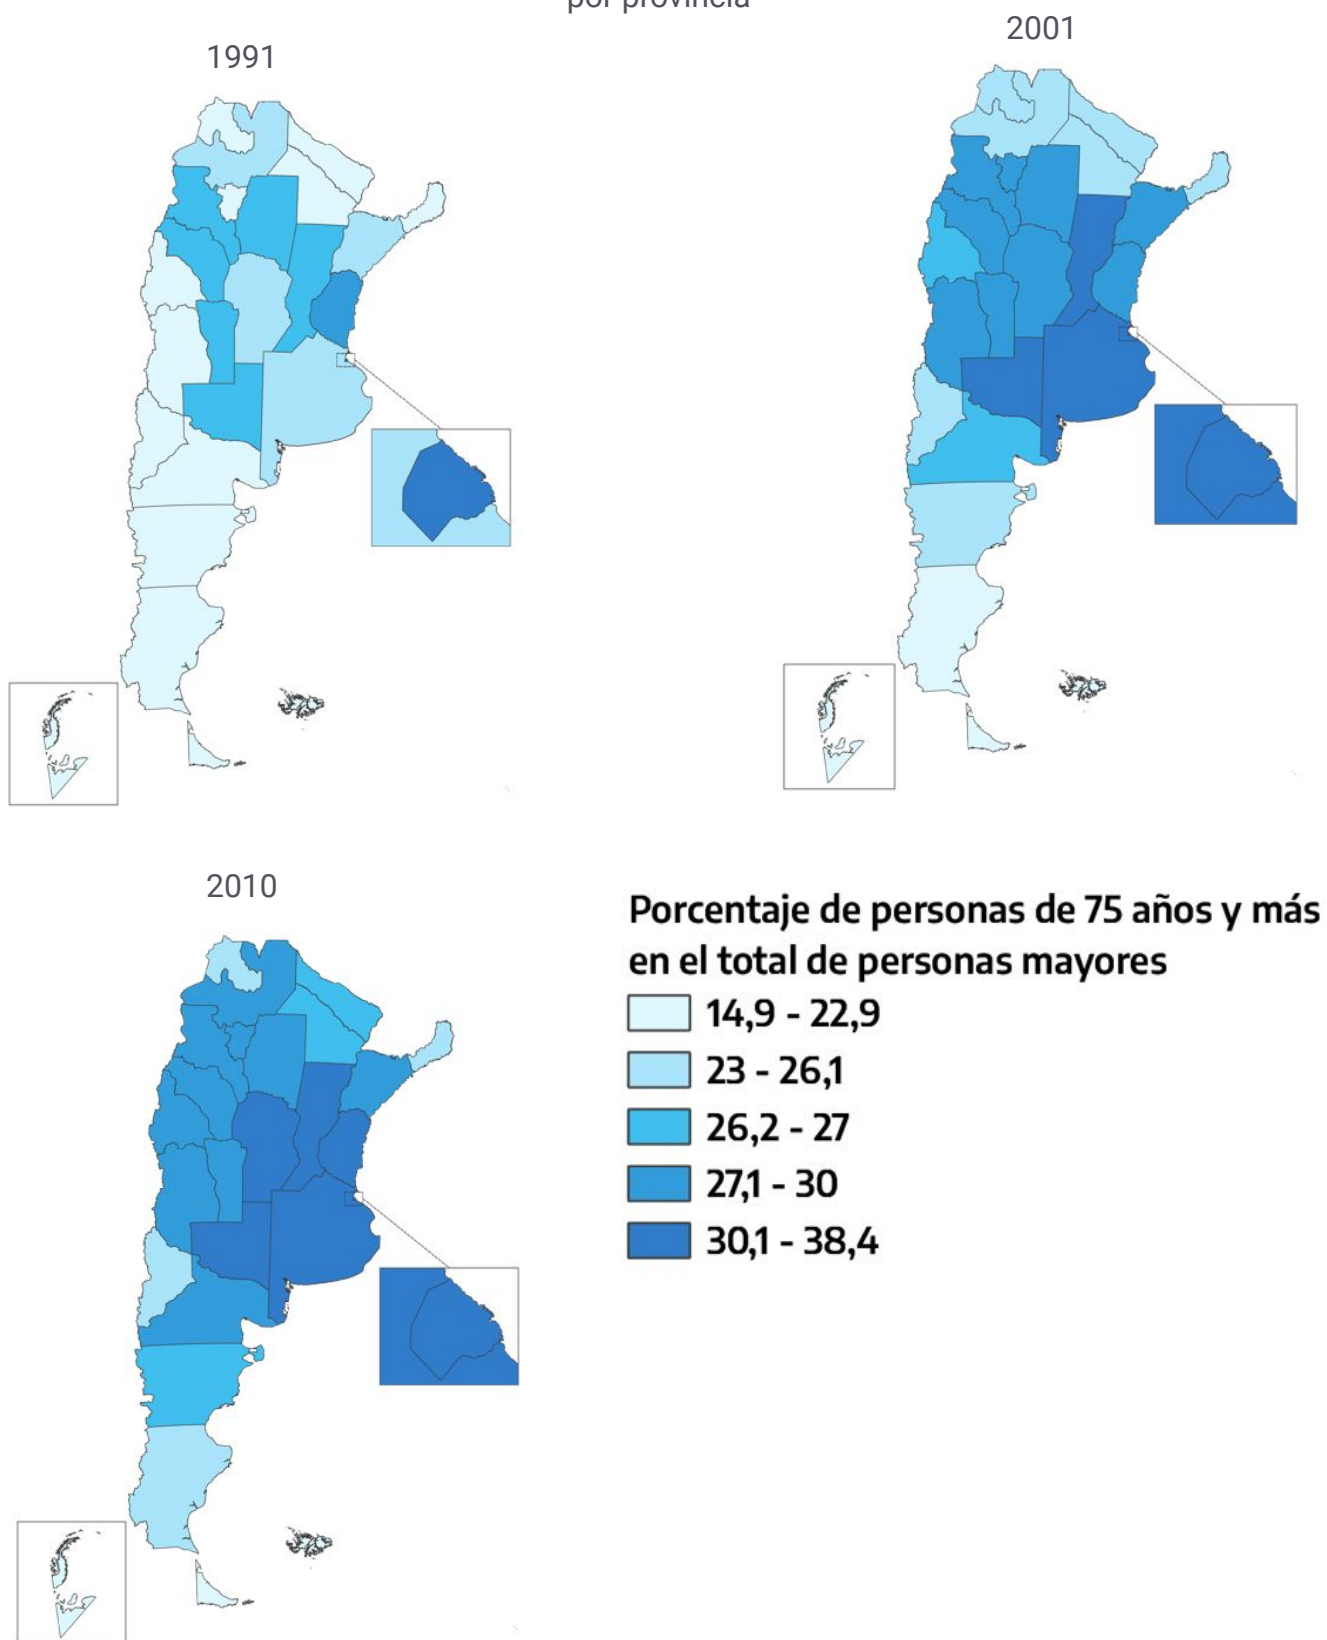 por provincia
2001
1991
2010
Porcentaje de personas de 75 años y más
en el total de personas mayores
14,9 - 22,9
23 - 26,1
26,2 - 27
27,1 - 30
30,1 - 38,4